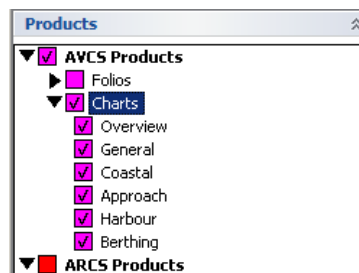 Products
AVCS Products
Folios
Charts
Overview
General
Coastal
Approach
Harbour
Berthing
ARCS Products